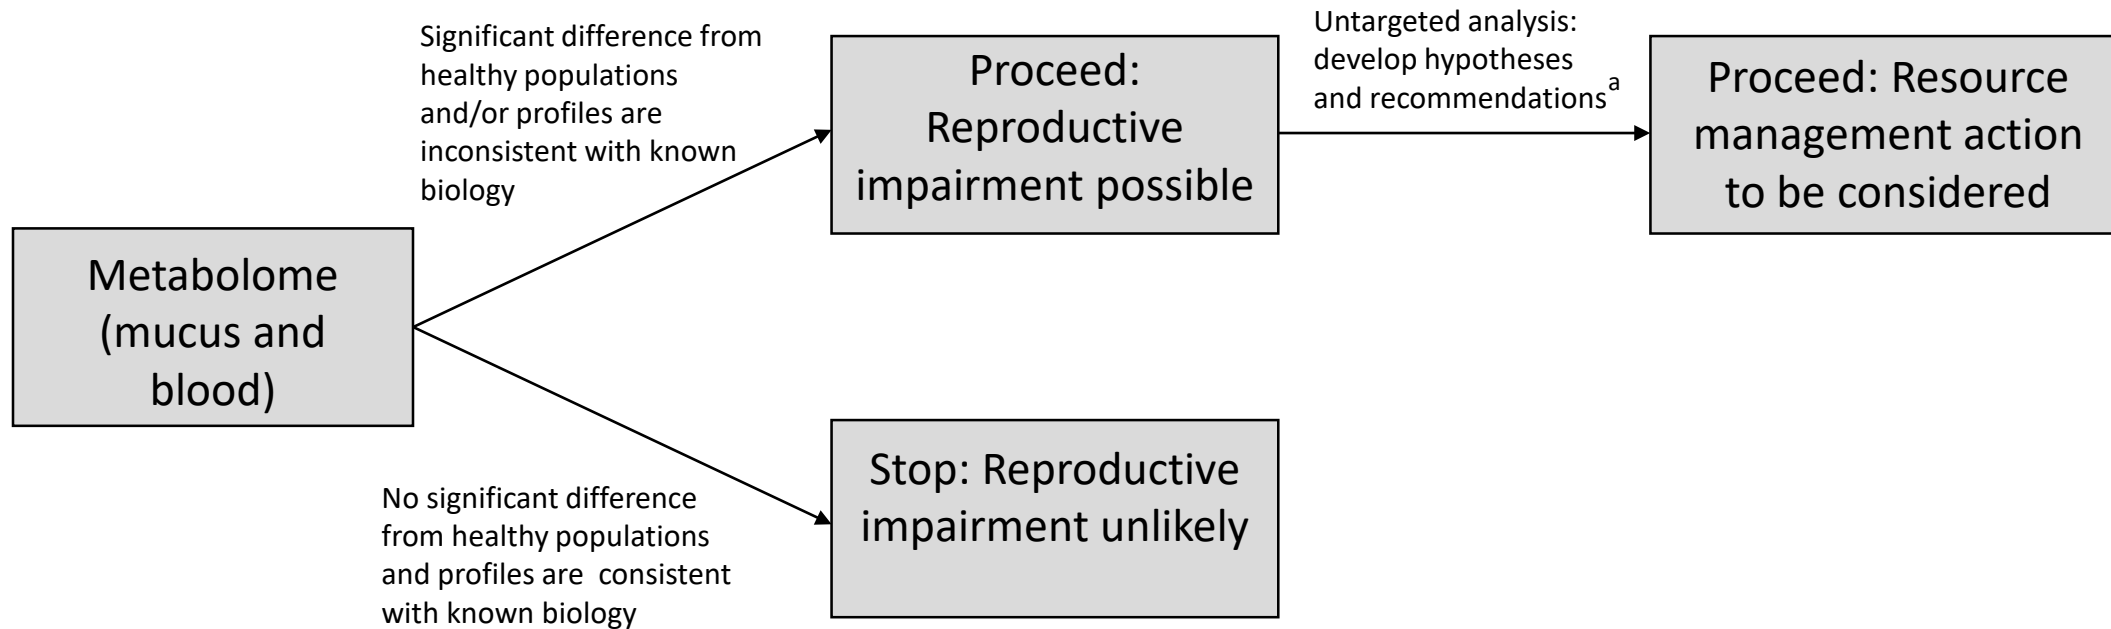 Significant difference from
healthy populations
and/or profiles are
inconsistent with known
biology
Proceed:
Reproductive
impairment possible
Untargeted analysis:
develop hypotheses
and recommendationsᵃ
Proceed: Resource
management action
to be considered
Metabolome
(mucus and
blood)
No significant difference
from healthy populations
and profiles are consistent
with known biology
Stop: Reproductive
impairment unlikely